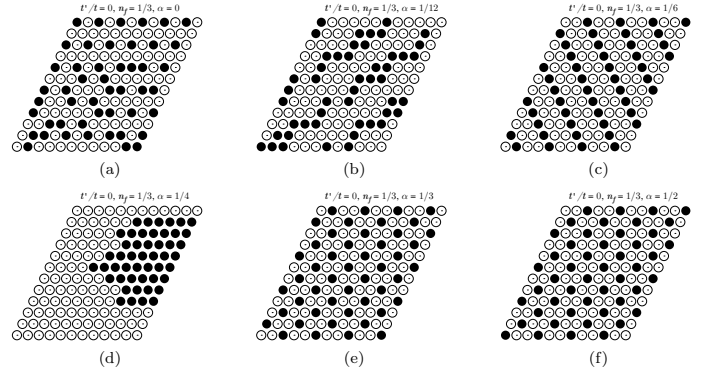 t'/t = 0, n_f = 1/3, α = 0
t'/t = 0, n_f = 1/3, α = 1/12
t'/t = 0, n_f = 1/3, α = 1/6
(a)
(b)
(c)
t'/t = 0, n_f = 1/3, α = 1/4
t'/t = 0, n_f = 1/3, α = 1/3
t'/t = 0, n_f = 1/3, α = 1/2
(d)
(e)
(f)